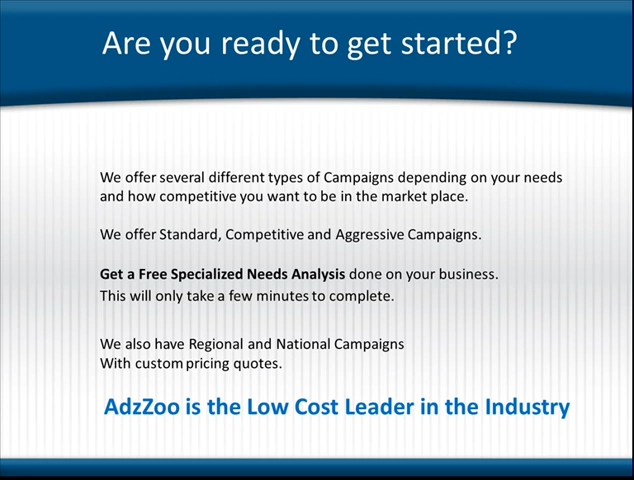 Are you ready to get started?
We offer several different types of Campaigns depending on your needs
and how competitive you want to be in the market place.
We offer Standard, Competitive and Aggressive Campaigns.
Get a Free Specialized Needs Analysis done on your business.
This will only take a few minutes to complete.
We also have Regional and National Campaigns
With custom pricing quotes.
AdzZoo is the Low Cost Leader in the Industry